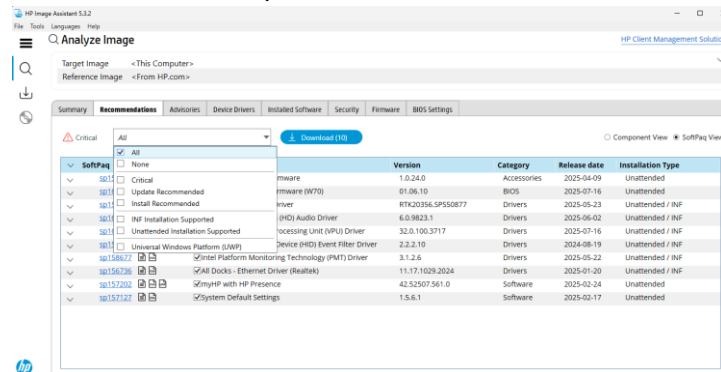 HP Image Assistant 5.3.2
File Tools Languages Help
Analyze Image
HP Client Management Solutio
Target Image <This Computer>
Reference Image <From HP.com>
Summary Recommendations Advisories Device Drivers Installed Software Security Firmware BIOS Settings
Critical All Download (10) Component View SoftPaq View
All
None
Critical
Update Recommended
Install Recommended
INF Installation Supported
Unattended Installation Supported
Universal Windows Platform (UWP)
SoftPaq Version Category Release date Installation Type
mware 1.0.24.0 Accessories 2025-04-09 Unattended
rmware (W70) 01.06.10 BIOS 2025-07-16 Unattended
river RTK20356.SPS50877 Drivers 2025-05-23 Unattended / INF
(HD) Audio Driver 6.0.9823.1 Drivers 2025-06-02 Unattended / INF
rocessing Unit (VPU) Driver 32.0.100.3717 Drivers 2025-07-16 Unattended / INF
Device (HD) Event Filter Driver 2.2.2.10 Drivers 2024-08-19 Unattended / INF
sp158677 Intel Platform Monitoring Technology (PMT) Driver 3.1.2.6 Drivers 2025-05-22 Unattended / INF
sp156736 All Docks - Ethernet Driver (Realtek) 11.17.1029.2024 Drivers 2025-01-20 Unattended / INF
sp157202 myHP with HP Presence 42.52507.561.0 Software 2025-02-24 Unattended
sp157127 System Default Settings 1.5.6.1 Software 2025-02-17 Unattended
hp